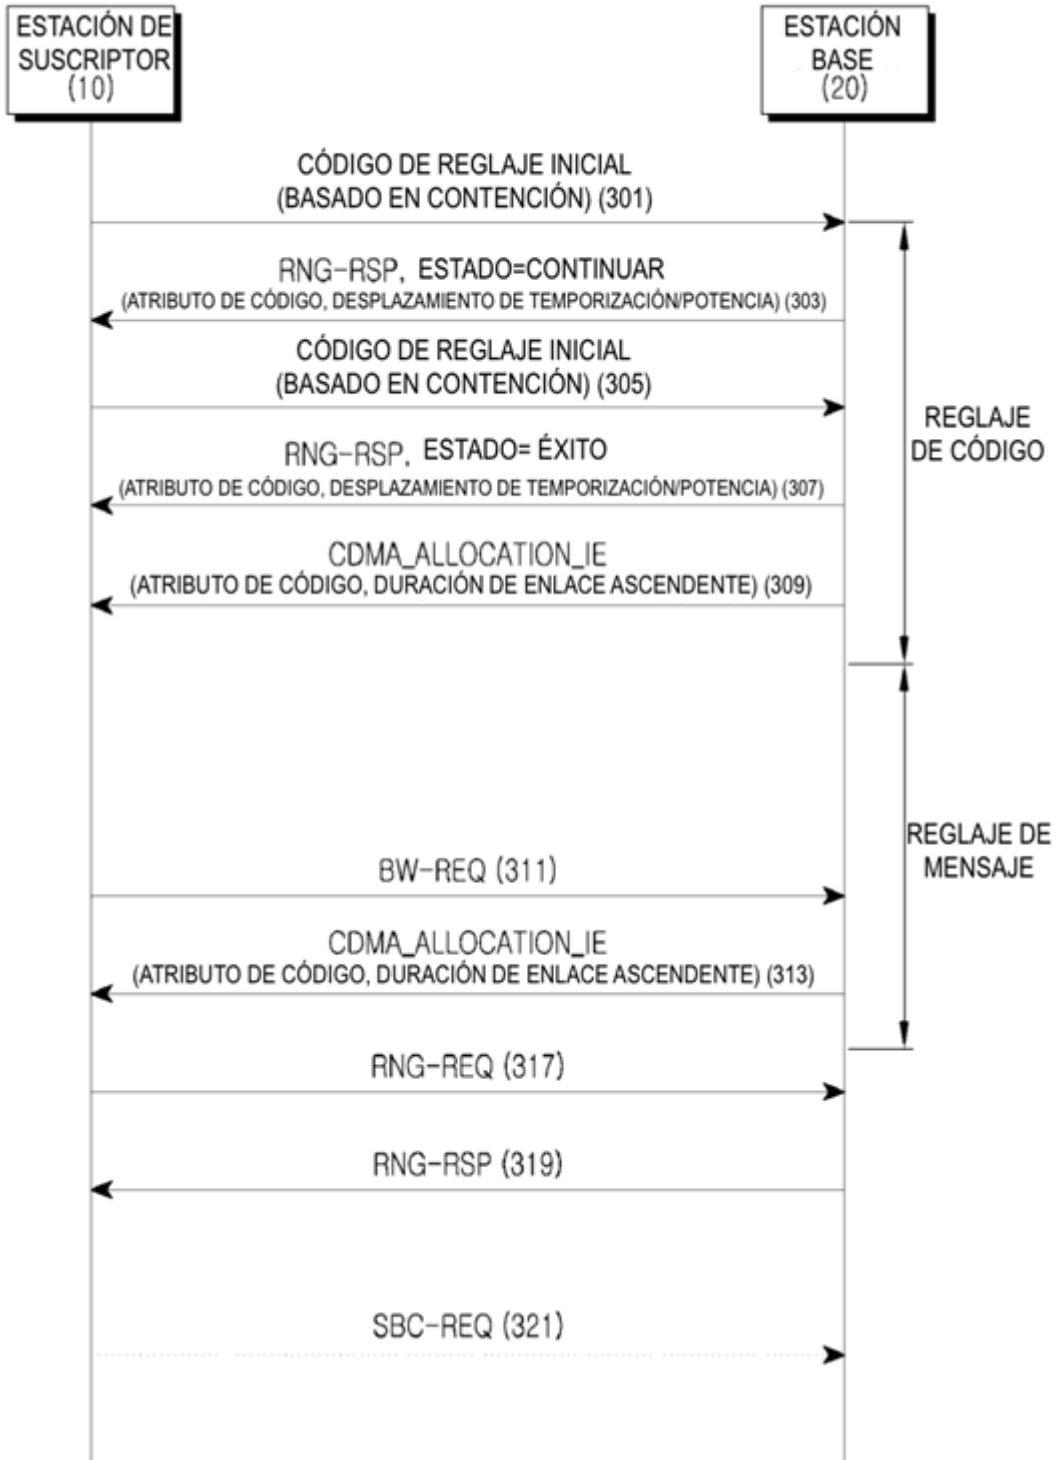 ESTACIÓN DE
SUSCRIPTOR
(10)
ESTACIÓN
BASE
(20)
CÓDIGO DE REGLAJE INICIAL
(BASADO EN CONTENCIÓN) (301)
RNG-RSP, ESTADO=CONTINUAR
(ATRIBUTO DE CÓDIGO, DESPLAZAMIENTO DE TEMPORIZACIÓN/POTENCIA) (303)
CÓDIGO DE REGLAJE INICIAL
(BASADO EN CONTENCIÓN) (305)
RNG-RSP, ESTADO= ÉXITO
(ATRIBUTO DE CÓDIGO, DESPLAZAMIENTO DE TEMPORIZACIÓN/POTENCIA) (307)
CDMA_ALLOCATION_IE
(ATRIBUTO DE CÓDIGO, DURACIÓN DE ENLACE ASCENDENTE) (309)
REGLAJE
DE CÓDIGO
BW-REQ (311)
CDMA_ALLOCATION_IE
(ATRIBUTO DE CÓDIGO, DURACIÓN DE ENLACE ASCENDENTE) (313)
REGLAJE DE
MENSAJE
RNG-REQ (317)
RNG-RSP (319)
SBC-REQ (321)